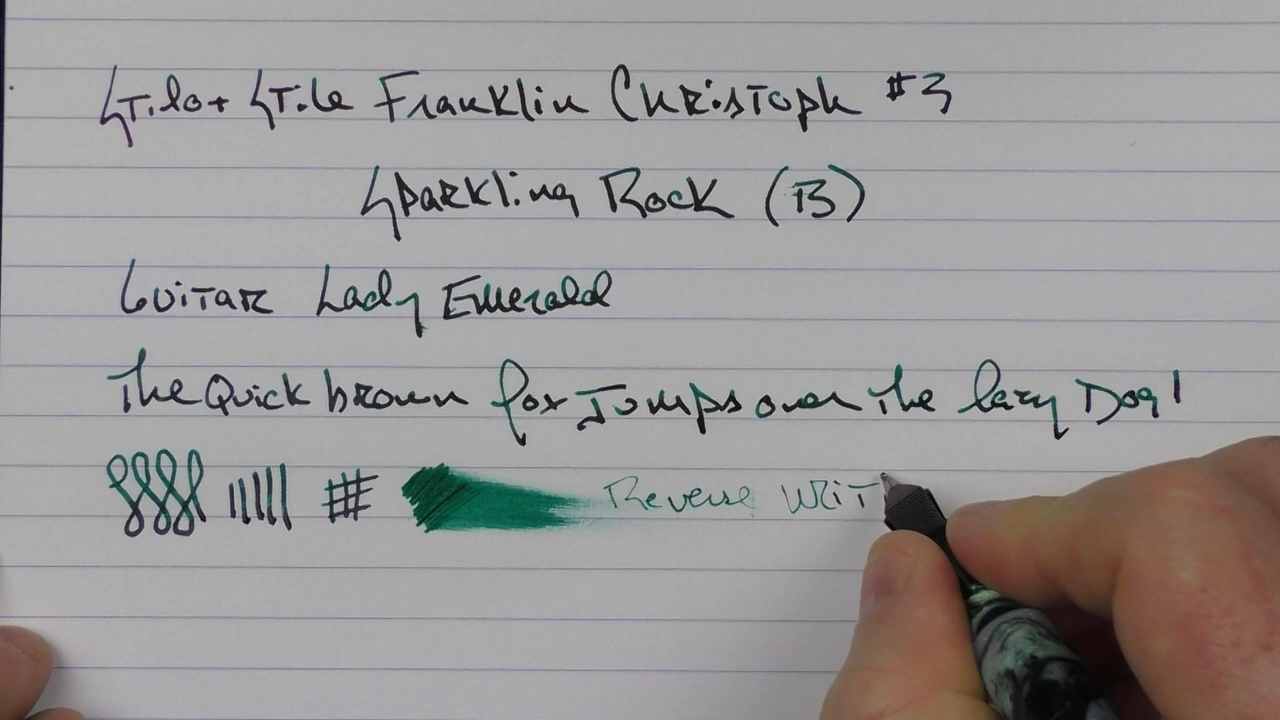 Stilo + Stile Franklin Christoph #3
Sparkling Rock (B)
Guitar Lady Emerald
The Quick brown fox Jumps over The lazy Dog!
Reverse WRIT